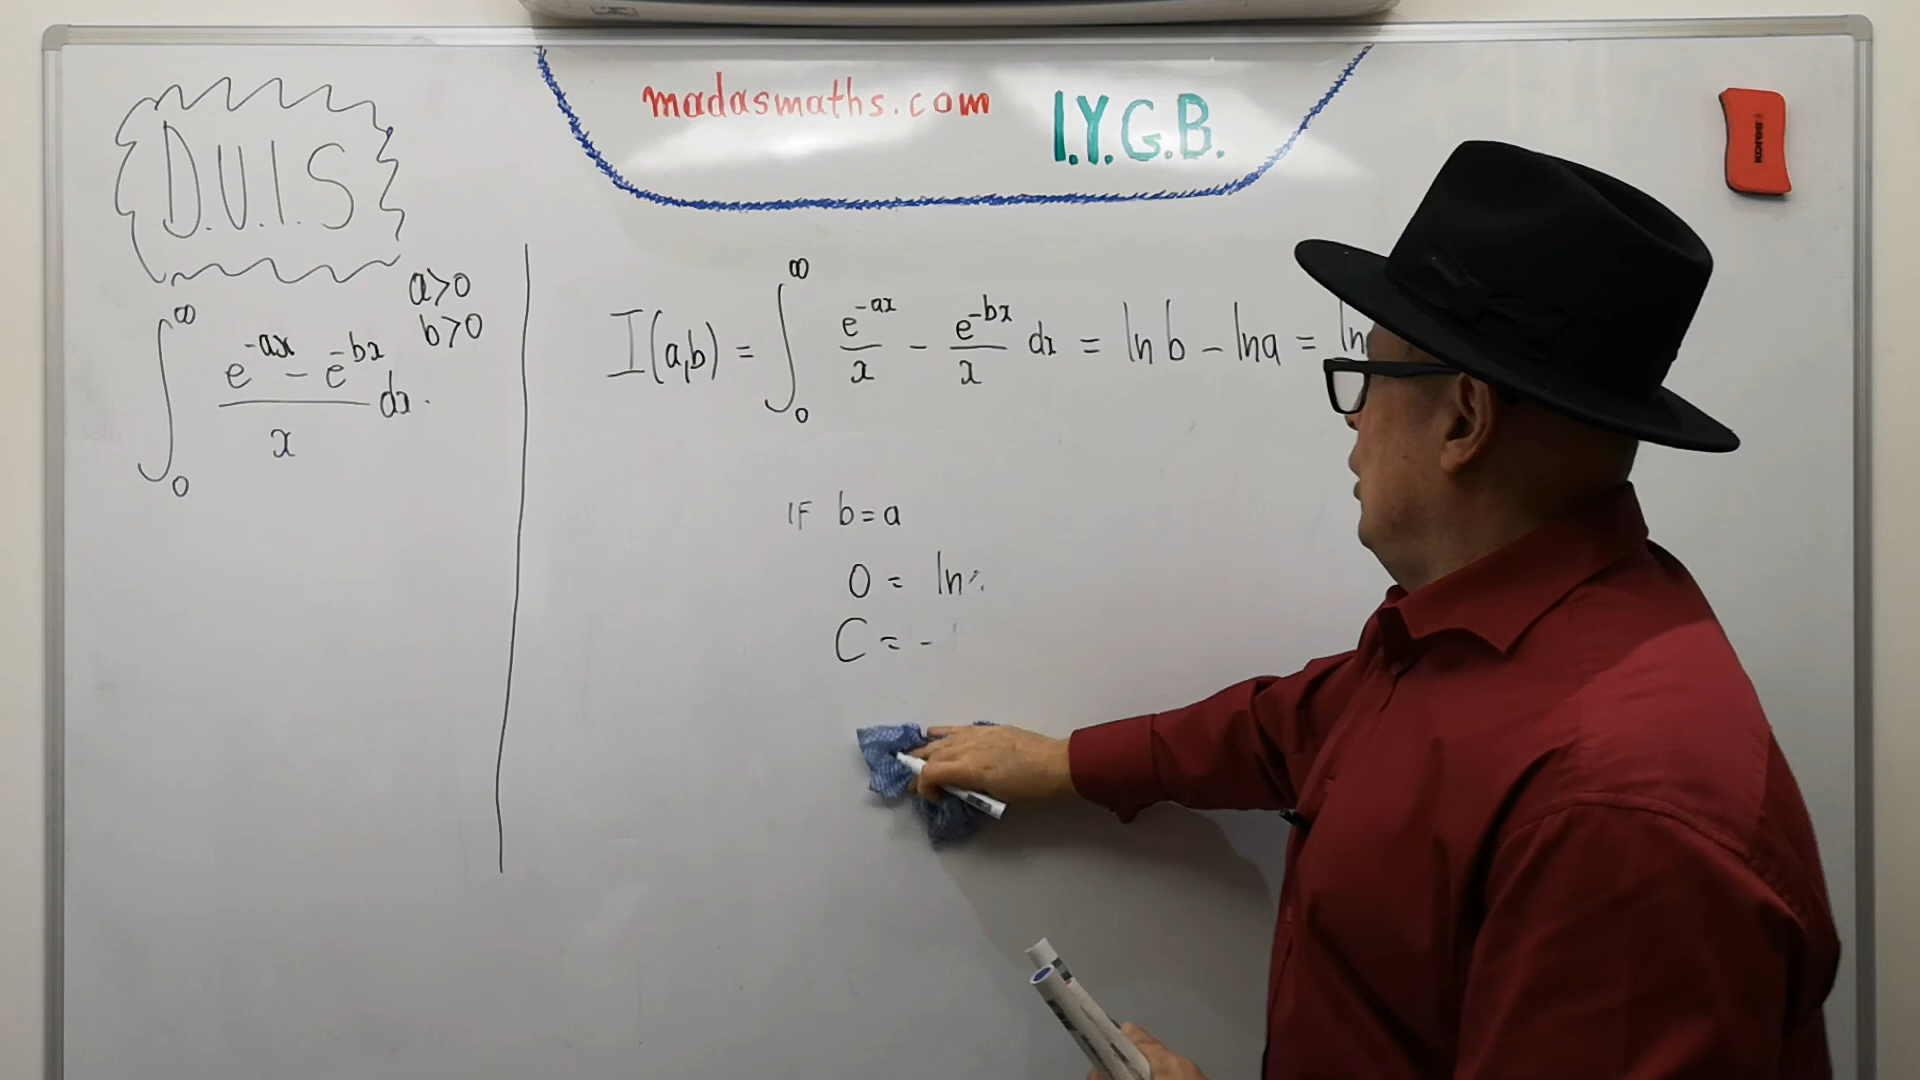 madasmaths.com I.Y.G.B.
D.U.I.S
a>0
b>0
∫₀^∞ (e^-ax - e^-bx)/x dx.
I(a,b) = ∫₀^∞ e^-ax/x - e^-bx/x dx = ln b - ln a = ln
IF b=a
0 = ln
C = -